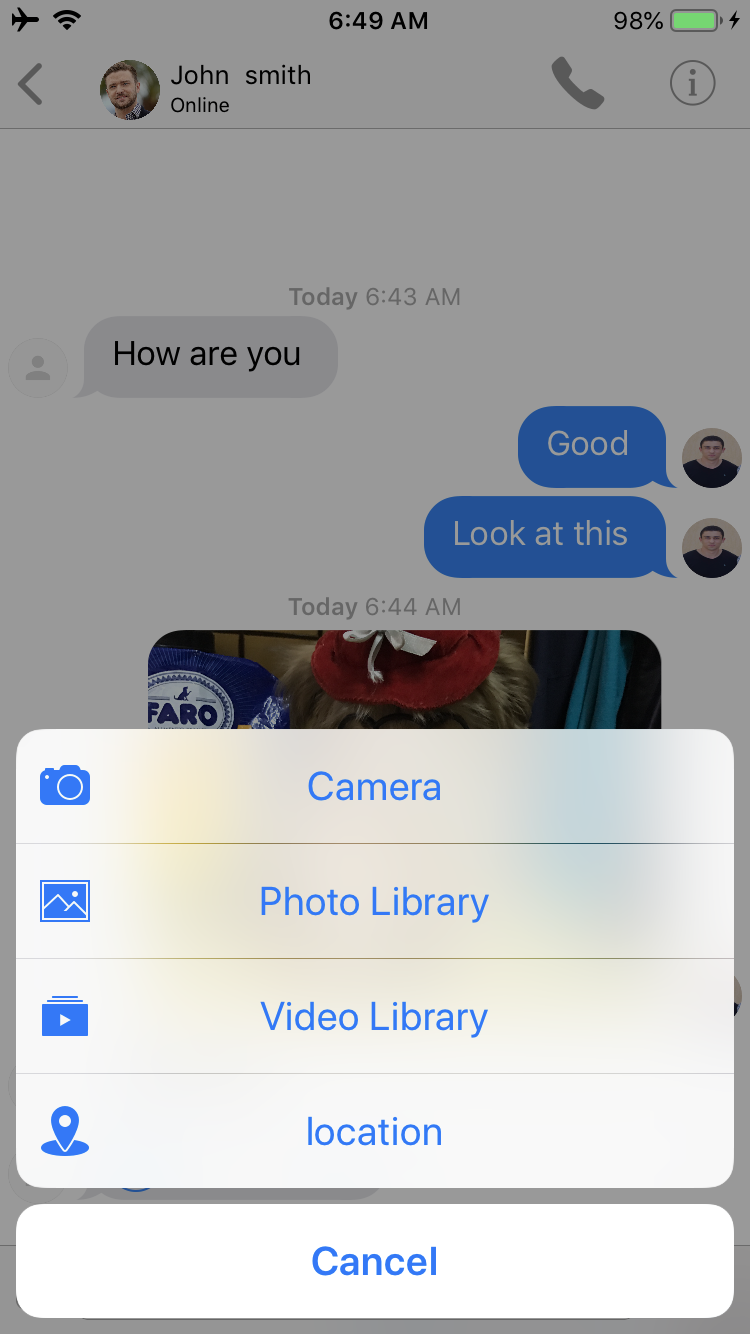 6:49 AM
98%
John  smith
Online
Today 6:43 AM
How are you
Good
Look at this
Today 6:44 AM
FARO
Camera
Photo Library
Video Library
location
Cancel